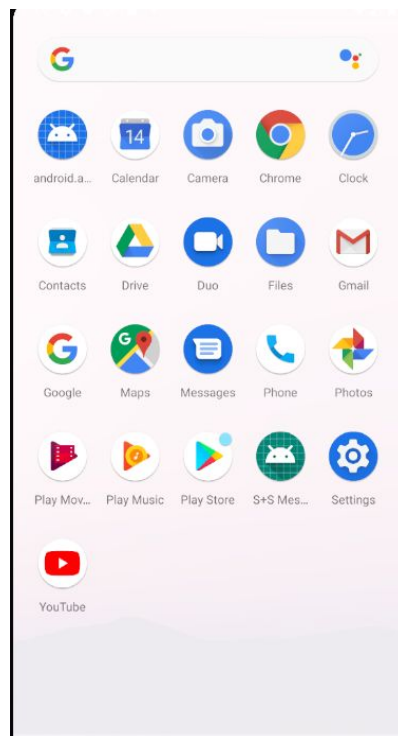 G
14
android.a... Calendar Camera Chrome Clock
Contacts Drive Duo Files Gmail
G
G
Google Maps Messages Phone Photos
Play Mov... Play Music Play Store S+S Mes... Settings
YouTube